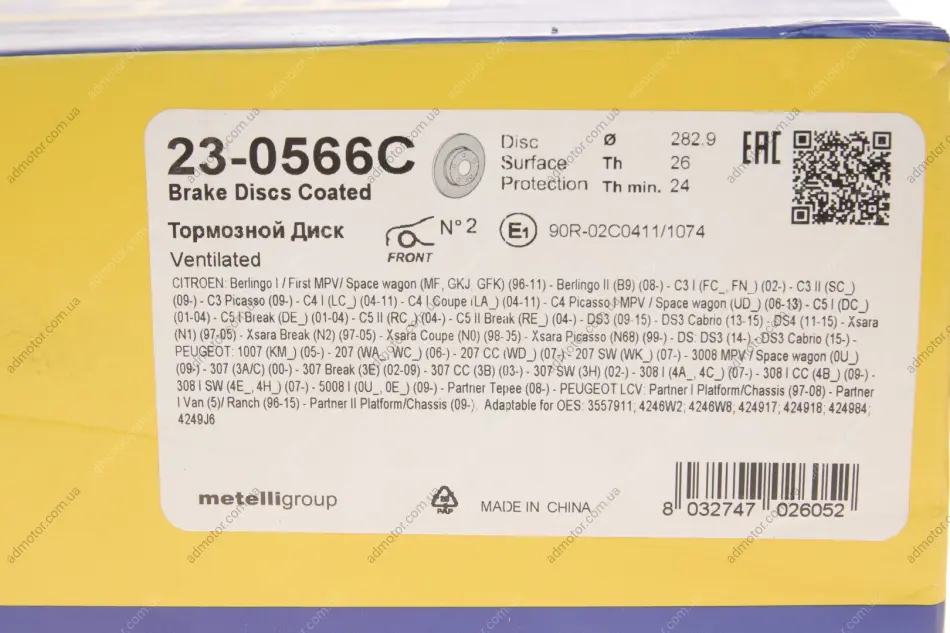 23-0566C
Brake Discs Coated
Disc Ø 282.9
Surface Th 26
Protection Th min. 24
EAC
Тормозной Диск
Ventilated
FRONT
N° 2
E1 90R-02C0411/1074
CITROEN: Berlingo I / First MPV/ Space wagon (MF, GKJ, GFK) (96-11) - Berlingo II (B9) (08-) - C3 I (FC_, FN_) (02-) - C3 II (SC_)
(09-) - C3 Picasso (09-) - C4 I (LC_) (04-11) - C4 I Coupe (LA_) (04-11) - C4 Picasso I MPV / Space wagon (UD_) (06-13) - C5 I (DC_)
(01-04) - C5 I Break (DE_) (01-04) - C5 II (RC_) (04-) - C5 II Break (RE_) (04-) - DS3 (09-15) - DS3 Cabrio (13-15) - DS4 (11-15) - Xsara
(N1) (97-05) - Xsara Break (N2) (97-05) - Xsara Coupe (N0) (98-35) - Xsara Picasso (N68) (99-) - DS: DS3 (14-) - DS3 Cabrio (15-) -
PEUGEOT: 1007 (KM_) (05-) - 207 (WA_, WC_) (06-) - 207 CC (WD_) (07-) - 207 SW (WK_) (07-) - 3008 MPV / Space wagon (0U_)
(09-) - 307 (3A/C) (00-) - 307 Break (3E) (02-09) - 307 CC (3B) (03-) - 307 SW (3H) (02-) - 308 I (4A_, 4C_) (07-) - 308 I CC (4B_) (09-) -
308 I SW (4E_, 4H_) (07-) - 5008 I (0U_, 0E_) (09-) - Partner Tepee (08-) - PEUGEOT LCV: Partner I Platform/Chassis (97-08) - Partner
I Van (5)/ Ranch (96-15) - Partner II Platform/Chassis (09-). Adaptable for OES: 3557911; 4246W2; 4246W8; 424917; 424918; 424984;
4249J6
metelligroup
PAP
MADE IN CHINA
8 032747 026052
admotor.com.ua